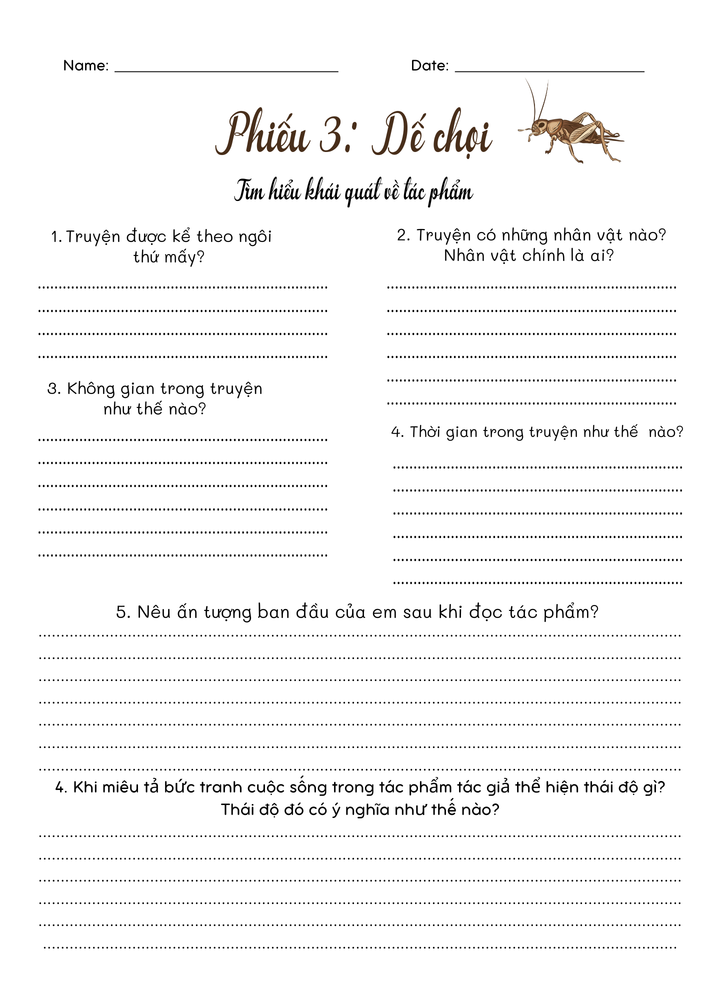 Name:
Date:
Phiếu 3: Dế chọi
Tìm hiểu khái quát về tác phẩm
1. Truyện được kể theo ngôi
thứ mấy?
2. Truyện có những nhân vật nào?
Nhân vật chính là ai?
3. Không gian trong truyện
như thế nào?
4. Thời gian trong truyện như thế nào?
5. Nêu ấn tượng ban đầu của em sau khi đọc tác phẩm?
4. Khi miêu tả bức tranh cuộc sống trong tác phẩm tác giả thể hiện thái độ gì?
Thái độ đó có ý nghĩa như thế nào?